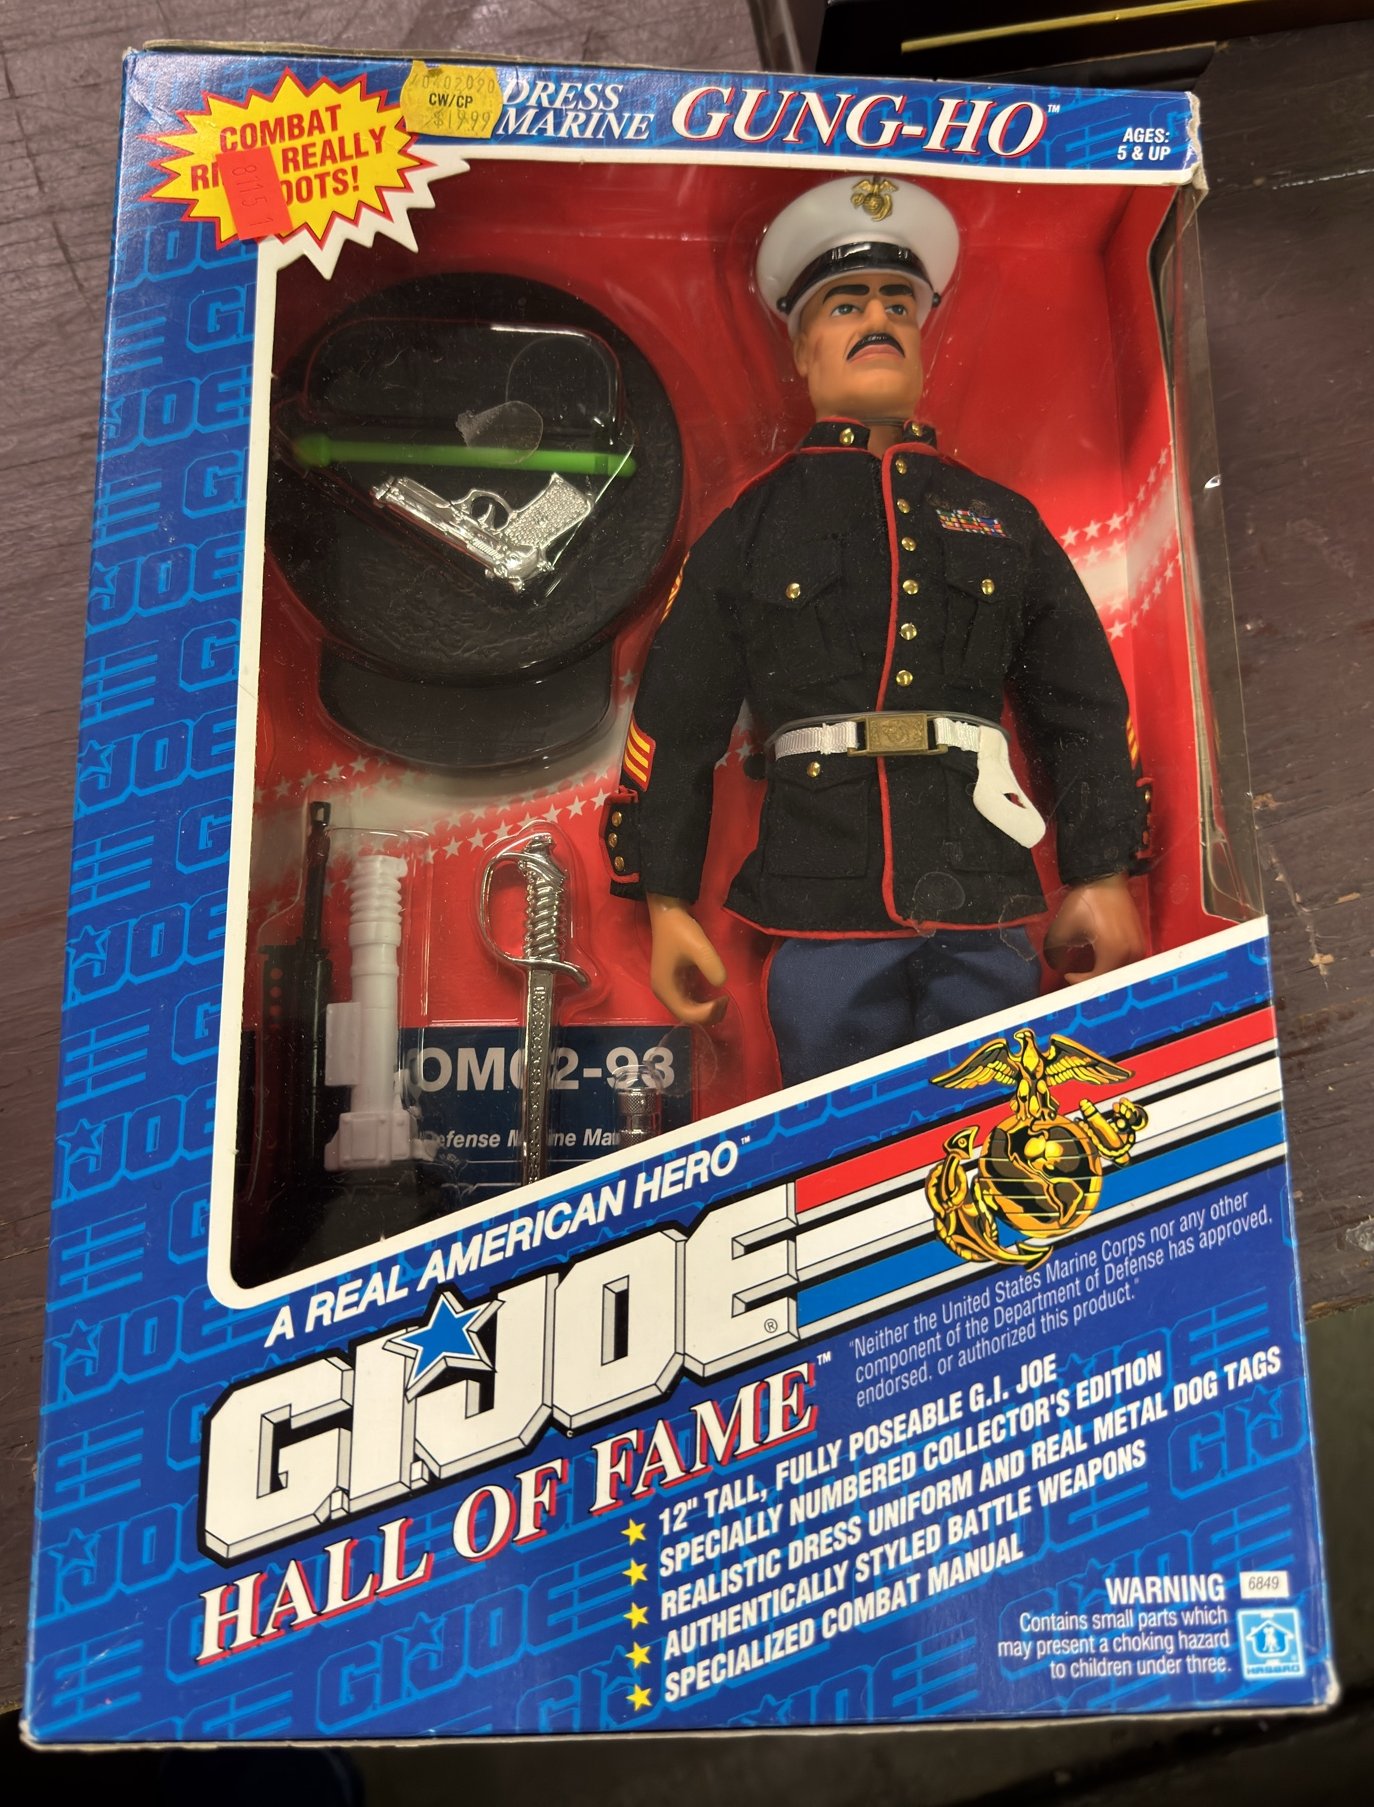 COMBAT
REALLY
40402020
CW/CP
$19.99
81151
DRESS
MARINE
GUNG-HO™
AGES:
5 & UP
A REAL AMERICAN HERO™
G.I.JOE®
HALL OF FAME™
"Neither the United States Marine Corps nor any other
component of the Department of Defense has approved,
endorsed, or authorized this product."
12" TALL, FULLY POSEABLE G.I. JOE
SPECIALLY NUMBERED COLLECTOR'S EDITION
REALISTIC DRESS UNIFORM AND REAL METAL DOG TAGS
AUTHENTICALLY STYLED BATTLE WEAPONS
SPECIALIZED COMBAT MANUAL
WARNING 6849
Contains small parts which
may present a choking hazard
to children under three.
HASBRO